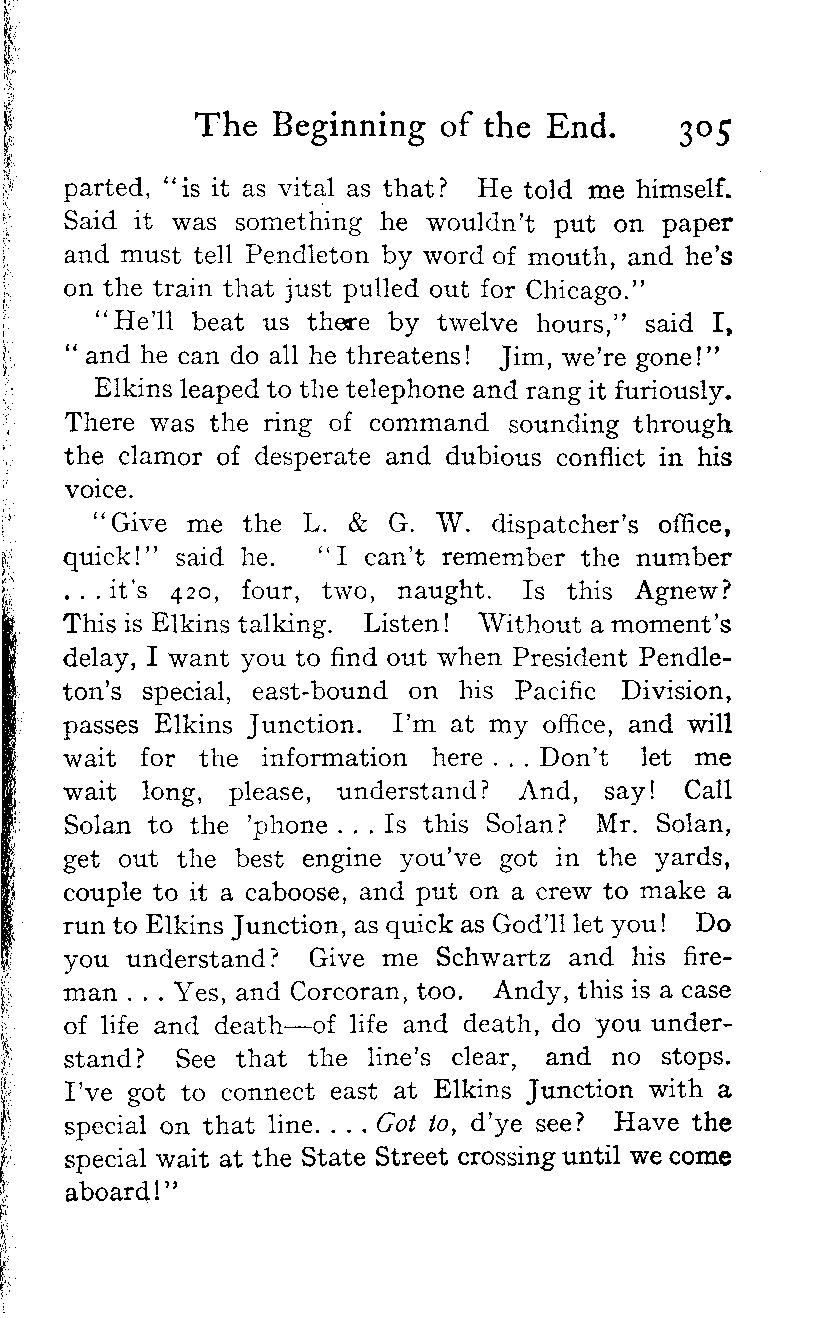 The Beginning of the End. 305
parted, "is it as vital as that? He told me himself.
Said it was something he wouldn't put on paper
and must tell Pendleton by word of mouth, and he's
on the train that just pulled out for Chicago."
"He'll beat us there by twelve hours," said I,
"and he can do all he threatens! Jim, we're gone!"
Elkins leaped to the telephone and rang it furiously.
There was the ring of command sounding through
the clamor of desperate and dubious conflict in his
voice.
"Give me the L. & G. W. dispatcher's office,
quick!" said he. "I can't remember the number
...it's 420, four, two, naught. Is this Agnew?
This is Elkins talking. Listen! Without a moment's
delay, I want you to find out when President Pendle-
ton's special, east-bound on his Pacific Division,
passes Elkins Junction. I'm at my office, and will
wait for the information here... Don't let me
wait long, please, understand? And, say! Call
Solan to the 'phone... Is this Solan? Mr. Solan,
get out the best engine you've got in the yards,
couple to it a caboose, and put on a crew to make a
run to Elkins Junction, as quick as God'll let you! Do
you understand? Give me Schwartz and his fire-
man... Yes, and Corcoran, too. Andy, this is a case
of life and death—of life and death, do you under-
stand? See that the line's clear, and no stops.
I've got to connect east at Elkins Junction with a
special on that line.... Got to, d'ye see? Have the
special wait at the State Street crossing until we come
aboard!"